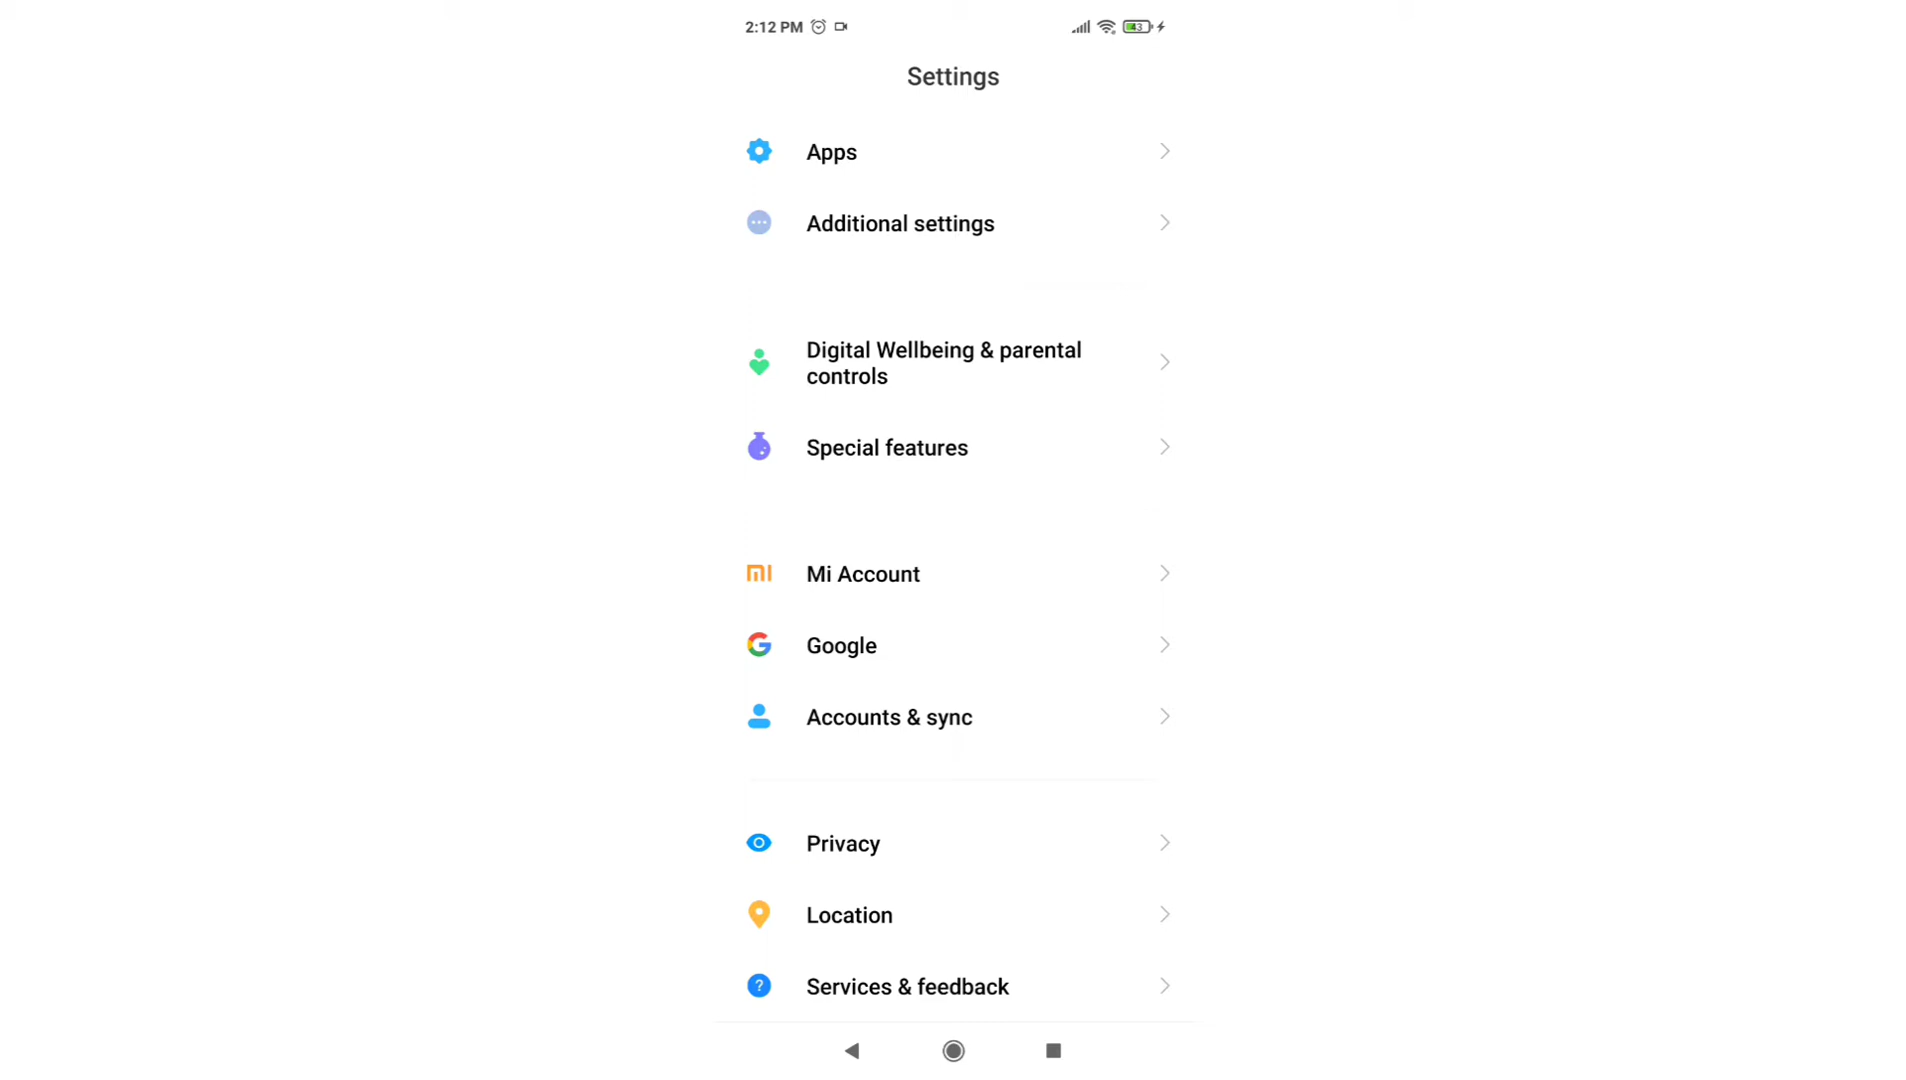 2:12 PM 43
Settings
Apps
Additional settings
Digital Wellbeing & parental
controls
Special features
Mi Account
Google
Accounts & sync
Privacy
Location
Services & feedback